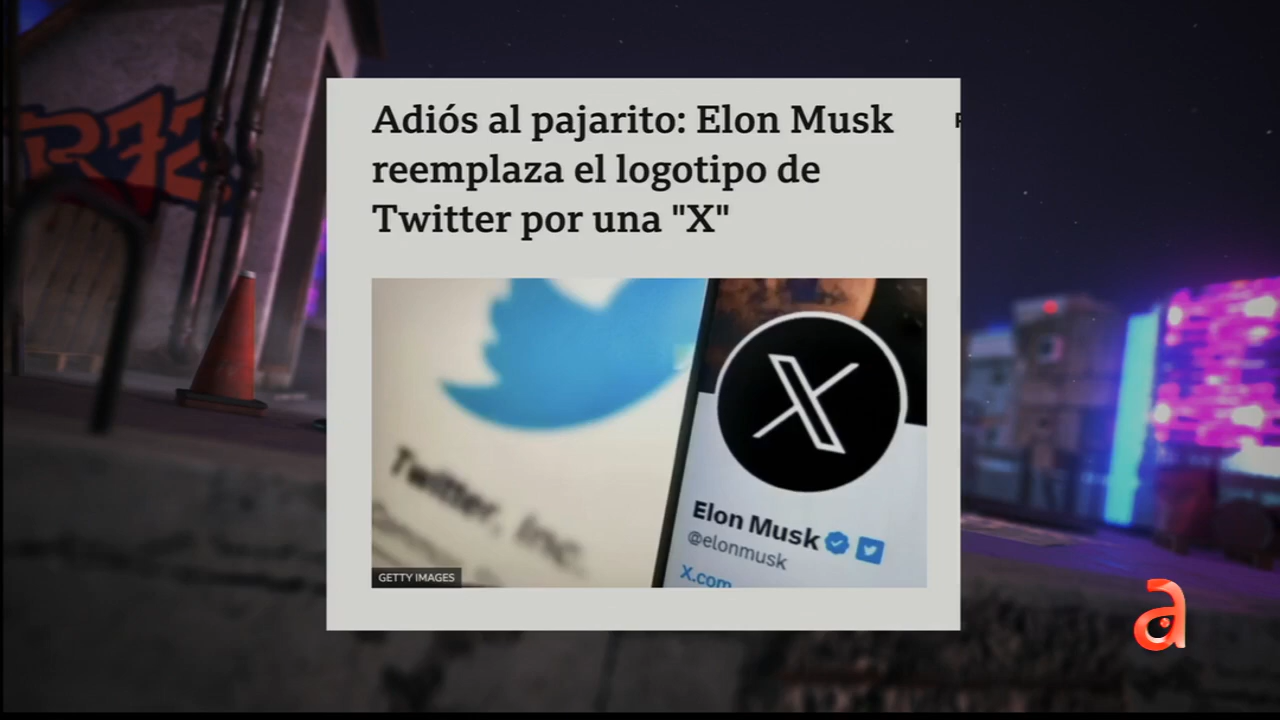 Adiós al pajarito: Elon Musk
reemplaza el logotipo de
Twitter por una "X"
Twitter, Inc.
Elon Musk
@elonmusk
X.com
GETTY IMAGES
a